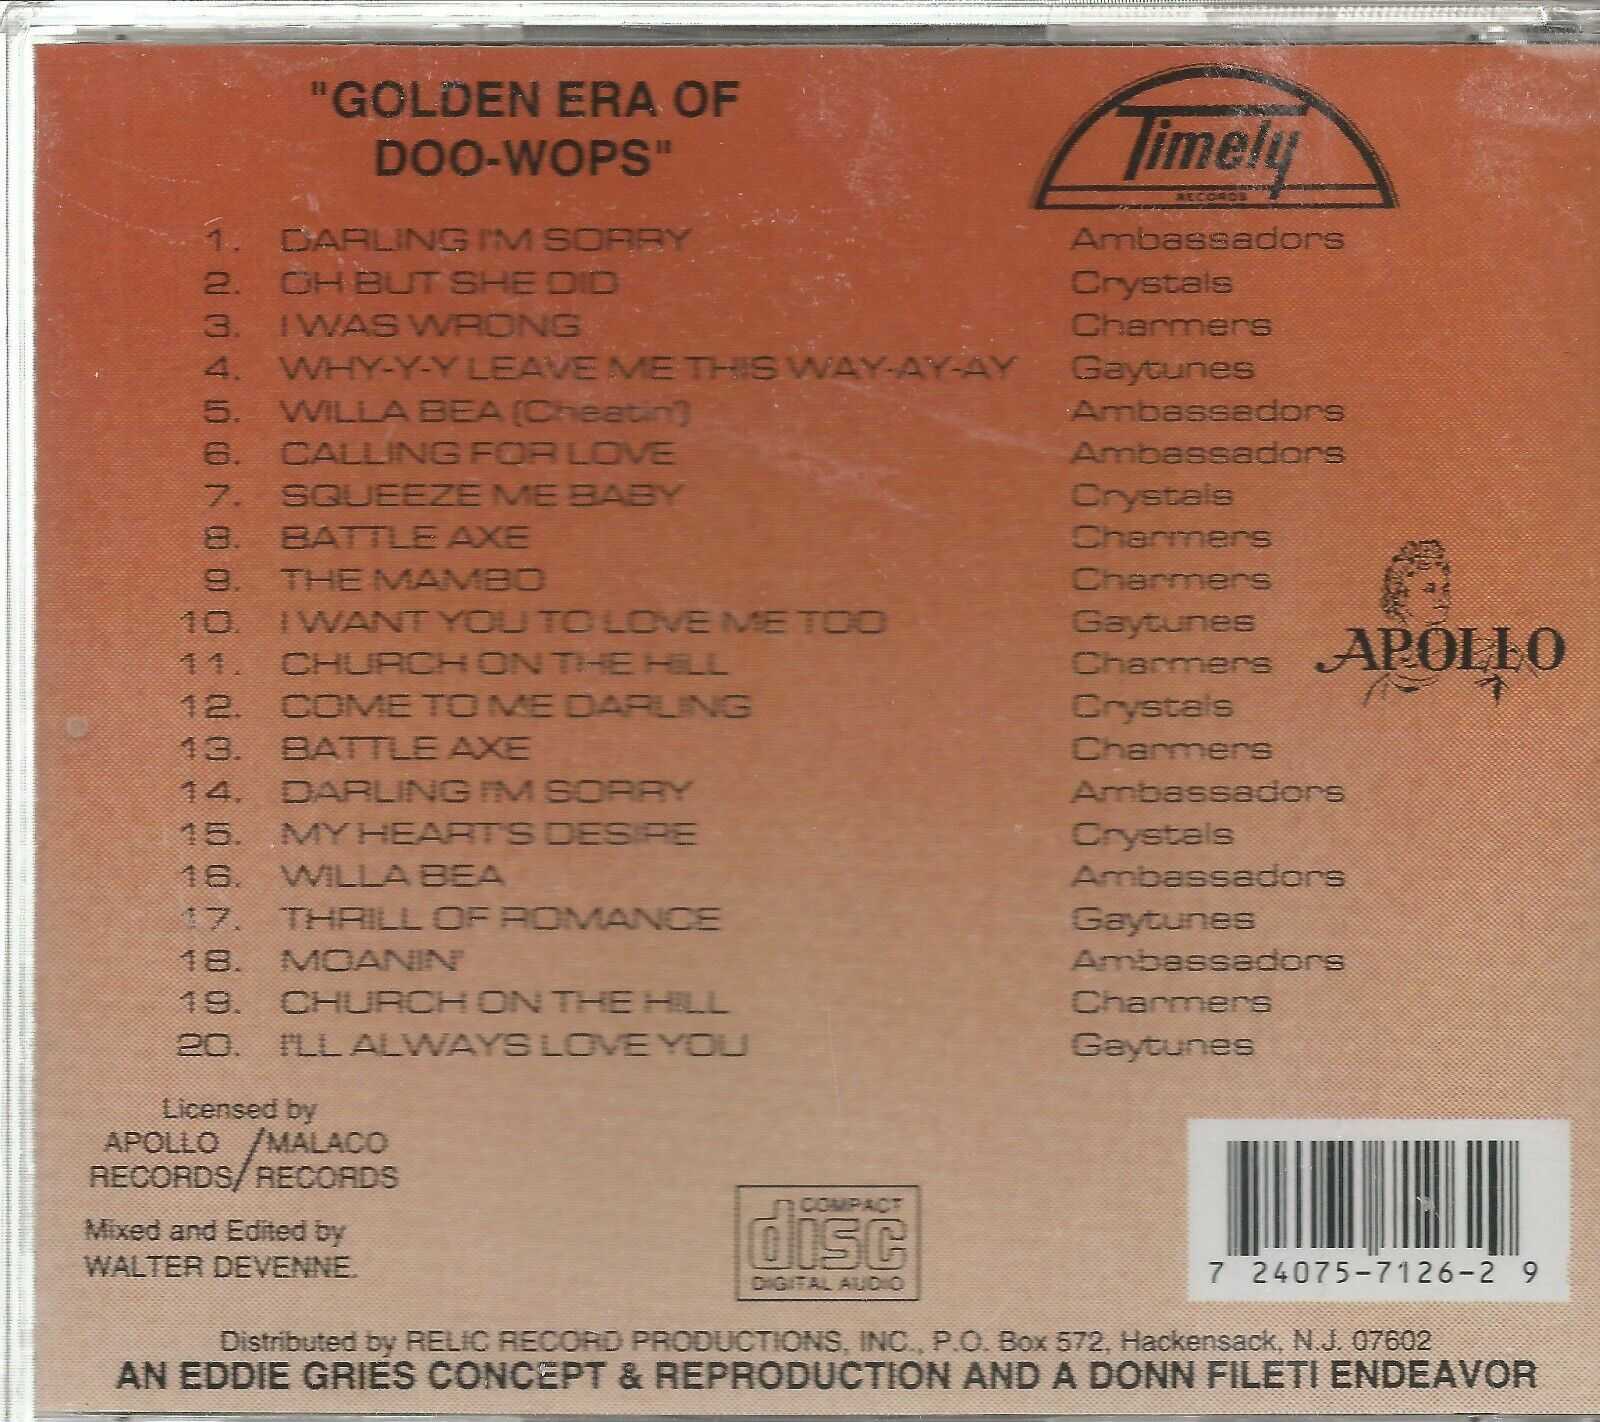 "GOLDEN ERA OF
DOO-WOPS"
Timely
RECORDS
1. DARLING I'M SORRY Ambassadors
2. OH BUT SHE DID Crystals
3. I WAS WRONG Charmers
4. WHY-Y-Y LEAVE ME THIS WAY-AY-AY Gaytunes
5. WILLA BEA (Cheatin') Ambassadors
6. CALLING FOR LOVE Ambassadors
7. SQUEEZE ME BABY Crystals
8. BATTLE AXE Charmers
9. THE MAMBO Charmers
10. I WANT YOU TO LOVE ME TOO Gaytunes
11. CHURCH ON THE HILL Charmers
APOLLO
12. COME TO ME DARLING Crystals
13. BATTLE AXE Charmers
14. DARLING I'M SORRY Ambassadors
15. MY HEART'S DESIRE Crystals
16. WILLA BEA Ambassadors
17. THRILL OF ROMANCE Gaytunes
18. MOANIN' Ambassadors
19. CHURCH ON THE HILL Charmers
20. I'LL ALWAYS LOVE YOU Gaytunes
Licensed by
APOLLO / MALACO
RECORDS / RECORDS
Mixed and Edited by
WALTER DEVENNE.
COMPACT
disc
DIGITAL AUDIO
7 24075-7126-2 9
Distributed by RELIC RECORD PRODUCTIONS, INC., P.O. Box 572, Hackensack, N.J. 07602
AN EDDIE GRIES CONCEPT & REPRODUCTION AND A DONN FILETI ENDEAVOR